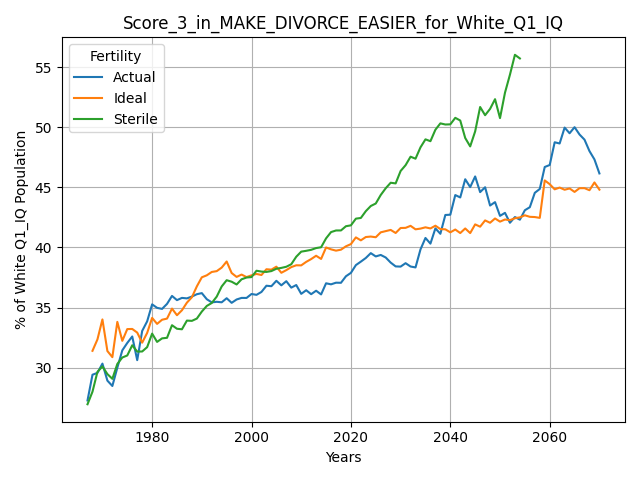 Score_3_in_MAKE_DIVORCE_EASIER_for_White_Q1_IQ
Fertility
Actual
Ideal
Sterile
% of White Q1_IQ Population
55
50
45
40
35
30
1980
2000
2020
2040
2060
Years